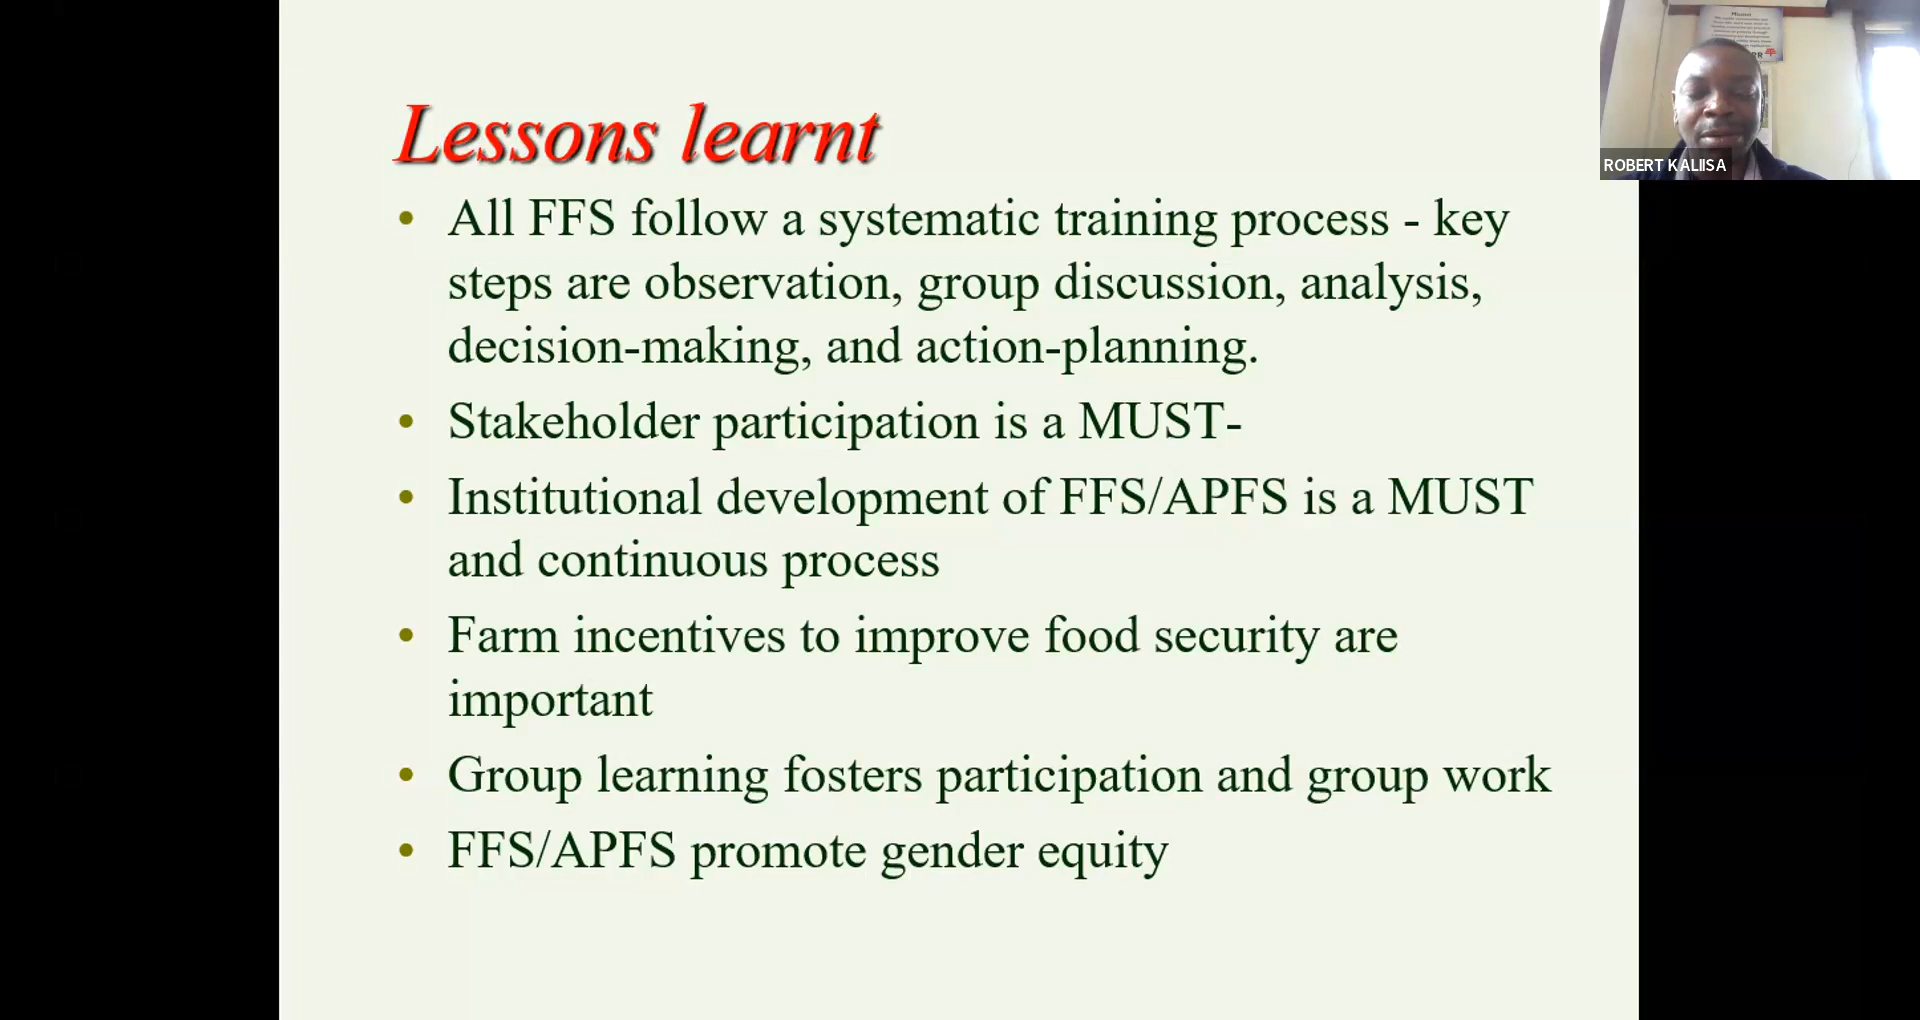 Lessons learnt
• All FFS follow a systematic training process - key
steps are observation, group discussion, analysis,
decision-making, and action-planning.
• Stakeholder participation is a MUST-
• Institutional development of FFS/APFS is a MUST
and continuous process
• Farm incentives to improve food security are
important
• Group learning fosters participation and group work
• FFS/APFS promote gender equity
Mission
ROBERT KALIISA